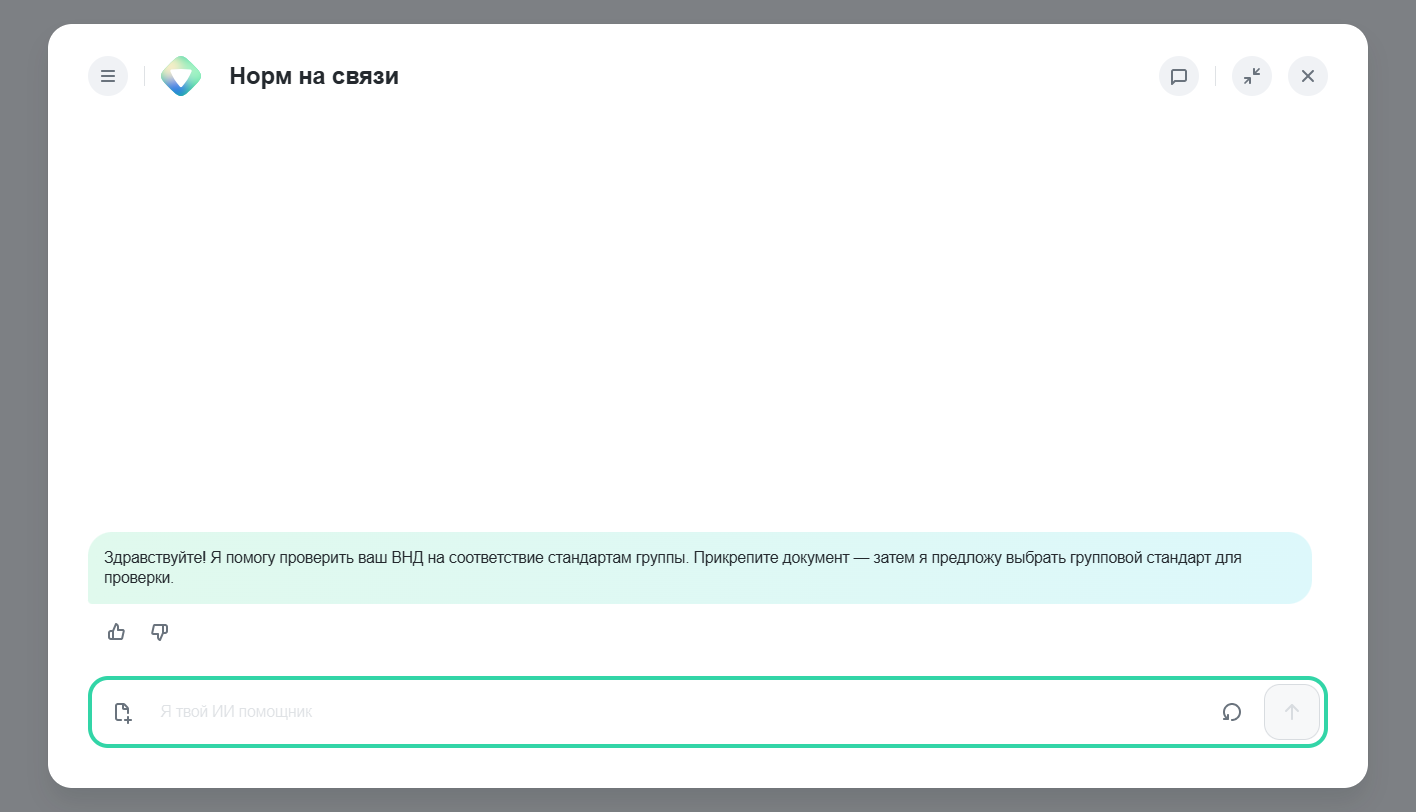 Норм на связи
Здравствуйте! Я помогу проверить ваш ВНД на соответствие стандартам группы. Прикрепите документ — затем я предложу выбрать групповой стандарт для
проверки.
Я твой ИИ помощник